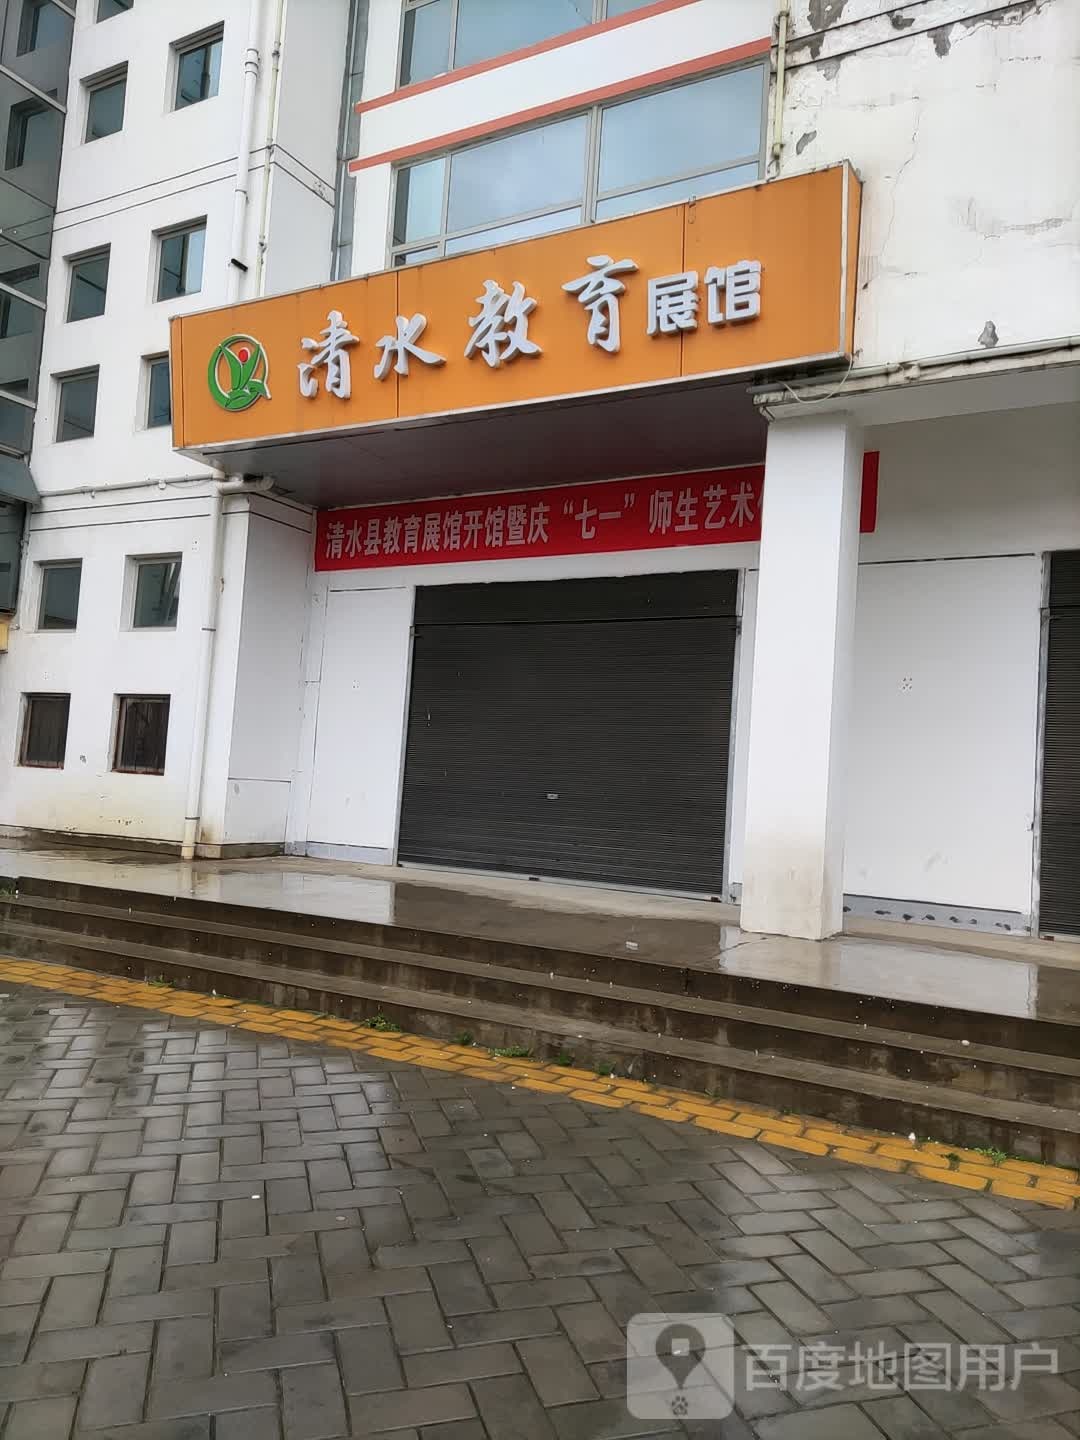 清水教育展馆
清水县教育展馆开馆暨庆“七一”师生艺术
百度地图用户